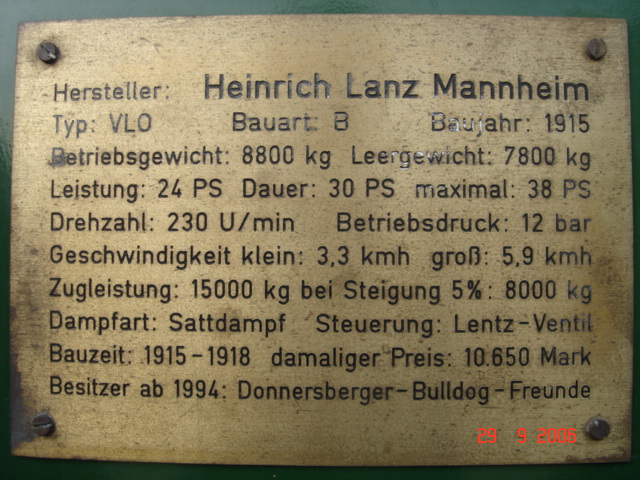 Hersteller: Heinrich Lanz Mannheim
Typ: VLO Bauart: B Baujahr: 1915
Betriebsgewicht: 8800 kg Leergewicht: 7800 kg
Leistung: 24 PS Dauer: 30 PS maximal: 38 PS
Drehzahl: 230 U/min Betriebsdruck: 12 bar
Geschwindigkeit klein: 3,3 kmh groß: 5,9 kmh
Zugleistung: 15000 kg bei Steigung 5%: 8000 kg
Dampfart: Sattdampf Steuerung: Lentz-Ventil
Bauzeit: 1915-1918 damaliger Preis: 10.650 Mark
Besitzer ab 1994: Donnersberger-Bulldog-Freunde
29 9 2006